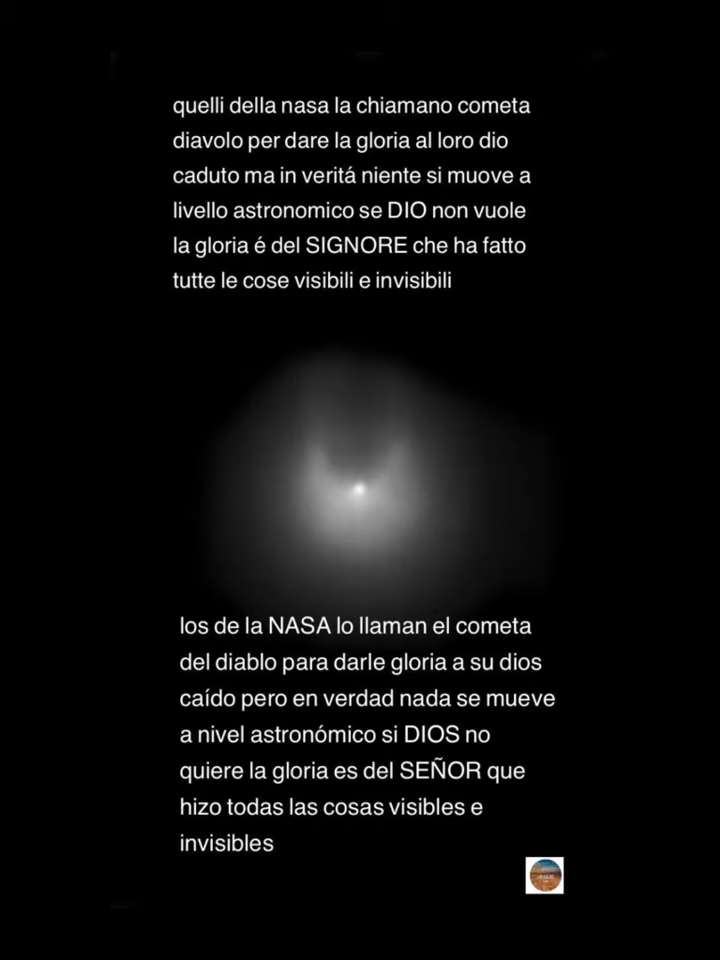 quelli della nasa la chiamano cometa
diavolo per dare la gloria al loro dio
caduto ma in veritá niente si muove a
livello astronomico se DIO non vuole
la gloria é del SIGNORE che ha fatto
tutte le cose visibili e invisibili
los de la NASA lo llaman el cometa
del diablo para darle gloria a su dios
caído pero en verdad nada se mueve
a nivel astronómico si DIOS no
quiere la gloria es del SEÑOR que
hizo todas las cosas visibles e
invisibles